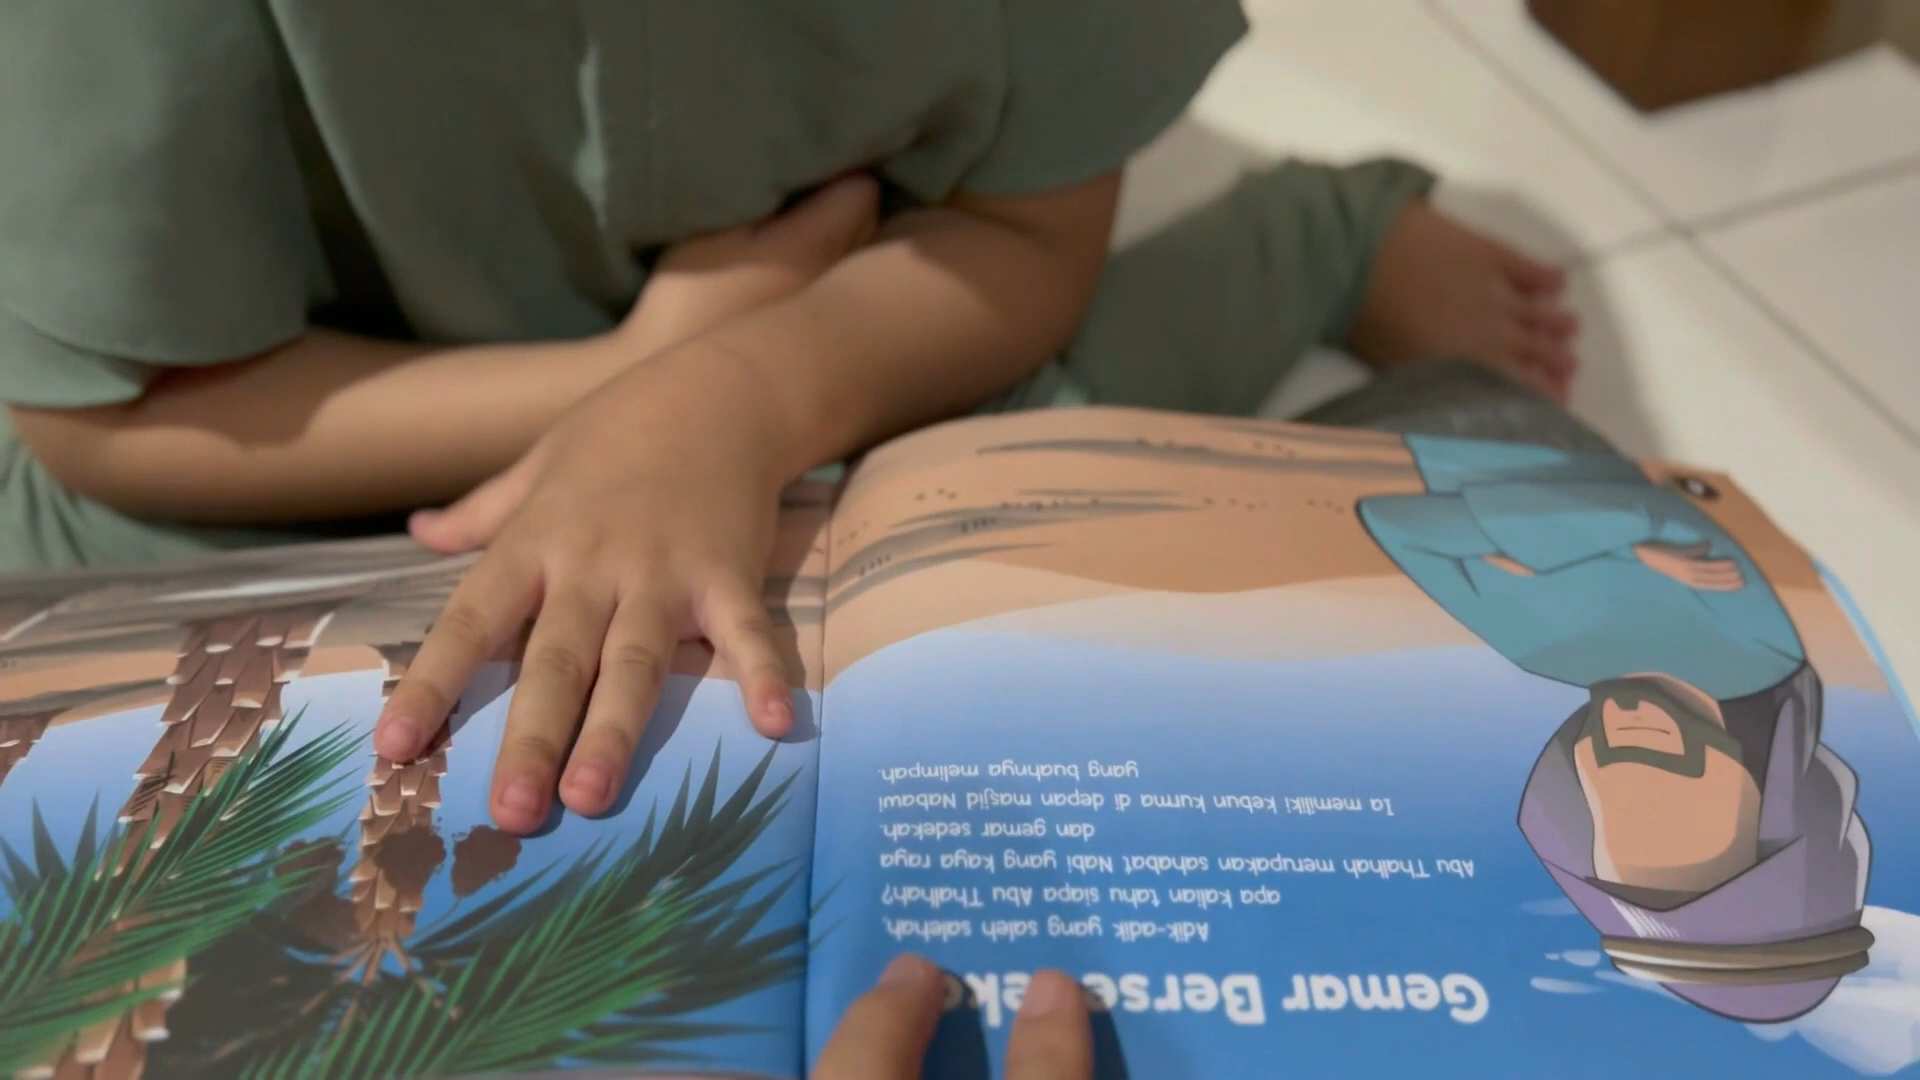 Gemar Bersedek
Adik-adik yang saleh salehah,
apa kalian tahu siapa Abu Thalhah?
Abu Thalhah merupakan sahabat Nabi yang kaya raya
dan gemar sedekah.
Ia memiliki kebun kurma di depan masjid Nabawi
yang buahnya melimpah.